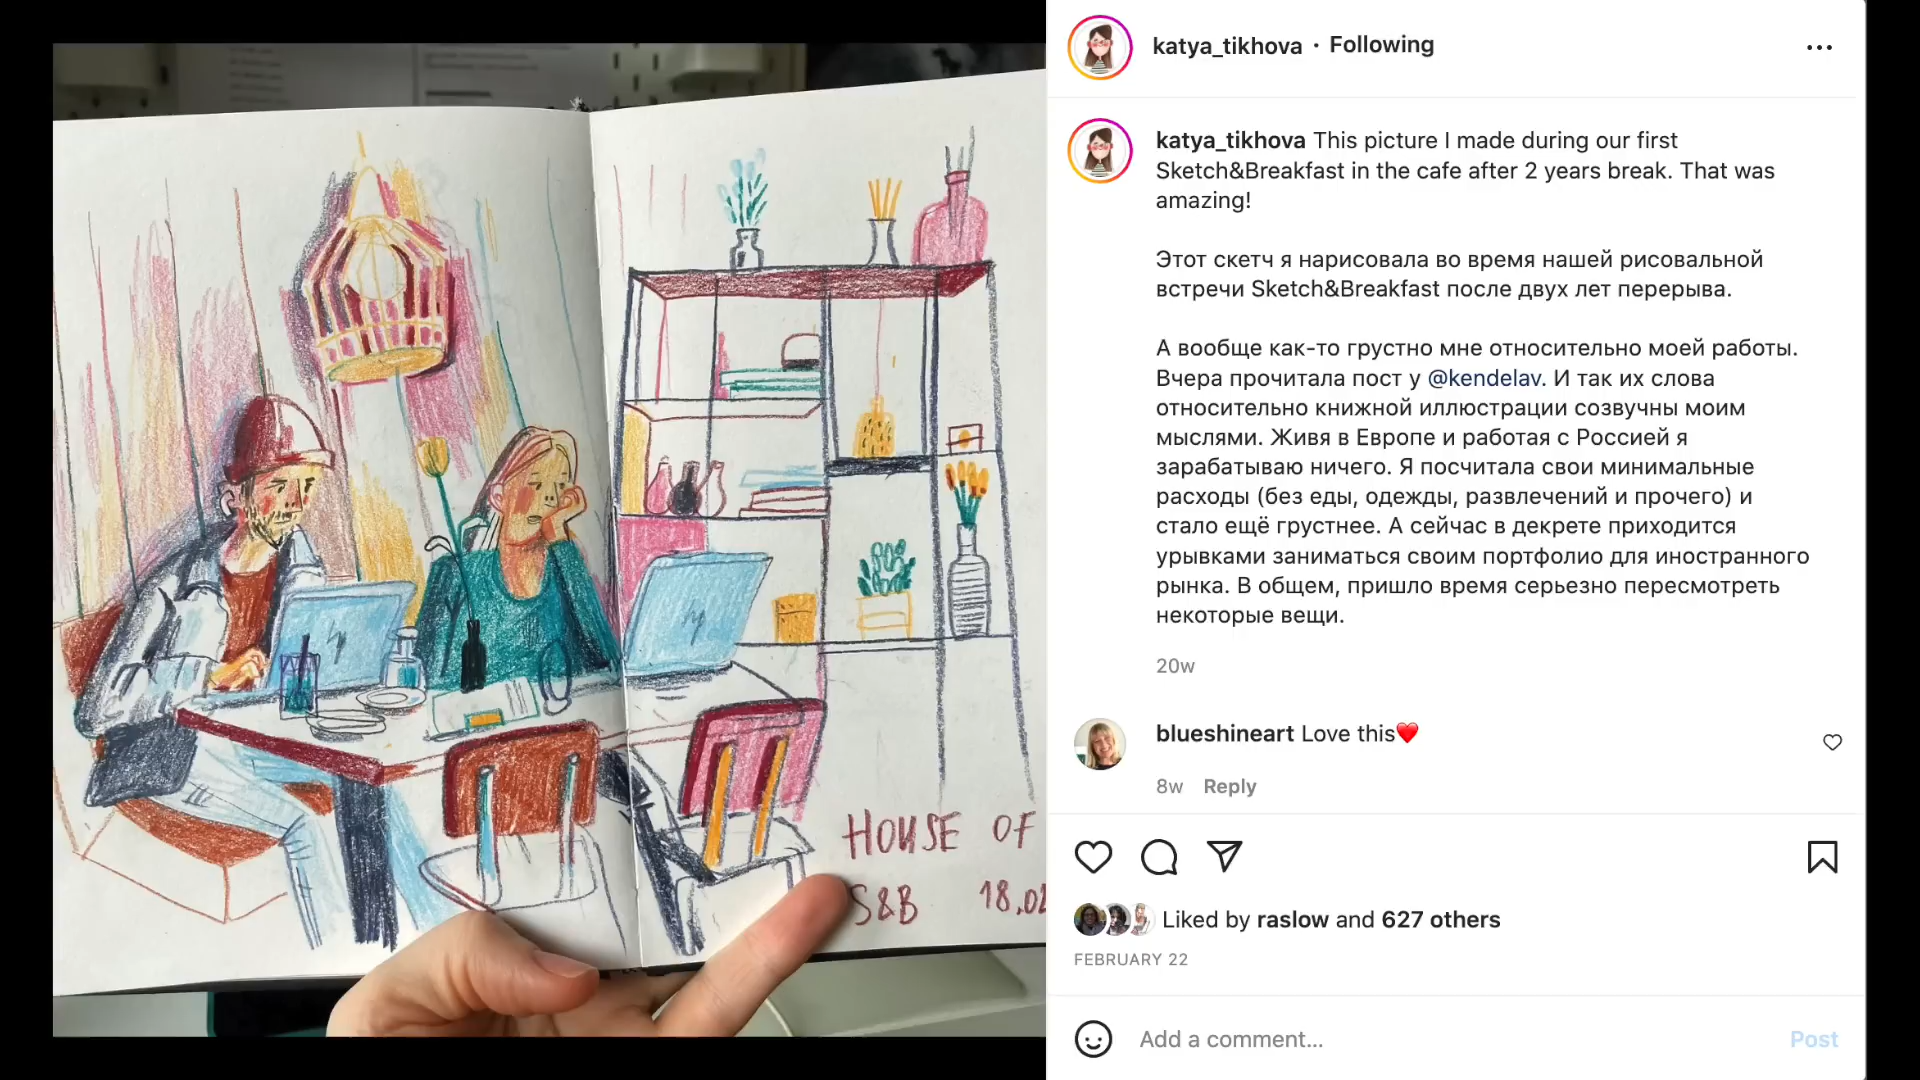 katya_tikhova · Following
katya_tikhova This picture I made during our first
Sketch&Breakfast in the cafe after 2 years break. That was
amazing!
Этот скетч я нарисовала во время нашей рисовальной
встречи Sketch&Breakfast после двух лет перерыва.
А вообще как-то грустно мне относительно моей работы.
Вчера прочитала пост у @kendelav. И так их слова
относительно книжной иллюстрации созвучны моим
мыслями. Живя в Европе и работая с Россией я
зарабатываю ничего. Я посчитала свои минимальные
расходы (без еды, одежды, развлечений и прочего) и
стало ещё грустнее. А сейчас в декрете приходится
урывками заниматься своим портфолио для иностранного
рынка. В общем, пришло время серьезно пересмотреть
некоторые вещи.
20w
blueshineart Love this❤️
8w Reply
Liked by raslow and 627 others
FEBRUARY 22
Add a comment...
Post
hp
hp
HOUSE OF
S&B 18.02